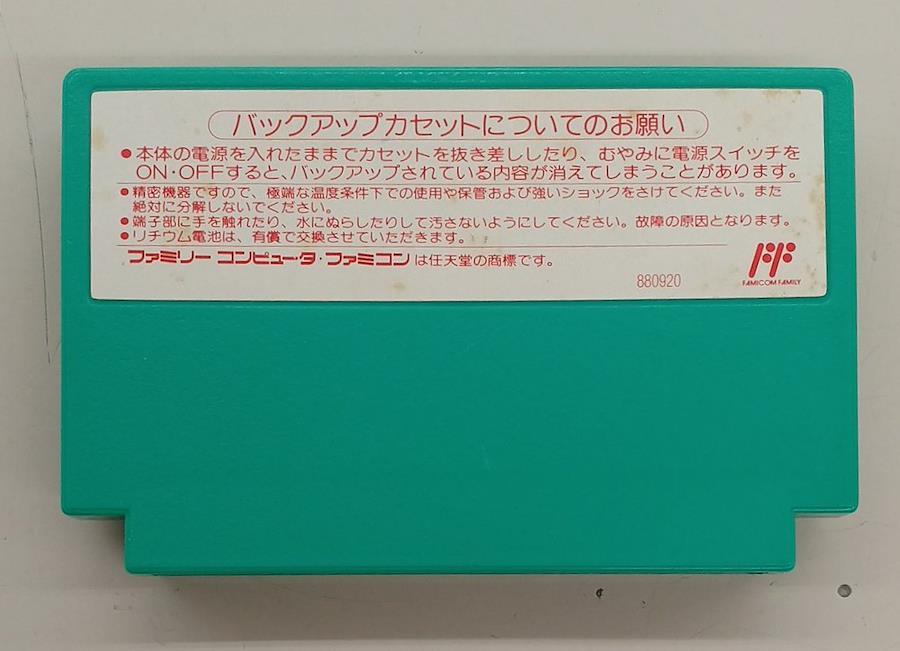 バックアップカセットについてのお願い
●本体の電源を入れたままでカセットを抜き差ししたり、むやみに電源スイッチを
ON・OFFすると、バックアップされている内容が消えてしまうことがあります。
●精密機器ですので、極端な温度条件下での使用や保管および強いショックをさけてください。また
絶対に分解しないでください。
●端子部に手を触れたり、水にぬらしたりして汚さないようにしてください。故障の原因となります。
●リチウム電池は、有償で交換させていただきます。
ファミリー コンピュータ・ファミコンは任天堂の商標です。
880920
FAMICOM FAMILY